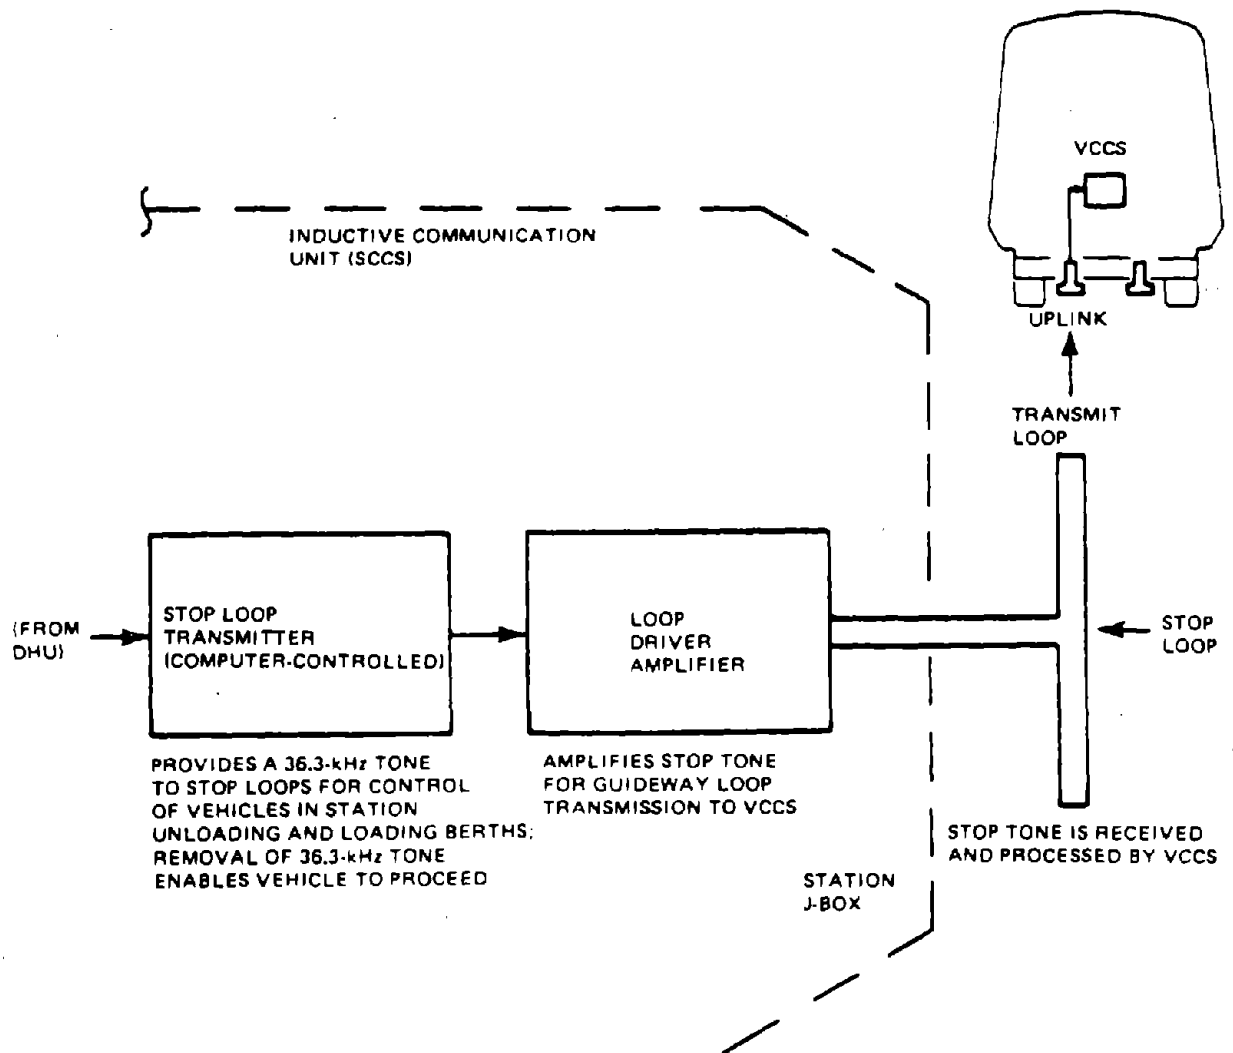 VCCS
INDUCTIVE COMMUNICATION
UNIT (SCCS)
UPLINK
TRANSMIT
LOOP
(FROM
DHU)
STOP LOOP
TRANSMITTER
(COMPUTER-CONTROLLED)
LOOP
DRIVER
AMPLIFIER
STOP
LOOP
PROVIDES A 36.3-kHz TONE
TO STOP LOOPS FOR CONTROL
OF VEHICLES IN STATION
UNLOADING AND LOADING BERTHS;
REMOVAL OF 36.3-kHz TONE
ENABLES VEHICLE TO PROCEED
AMPLIFIES STOP TONE
FOR GUIDEWAY LOOP
TRANSMISSION TO VCCS
STOP TONE IS RECEIVED
AND PROCESSED BY VCCS
STATION
J-BOX